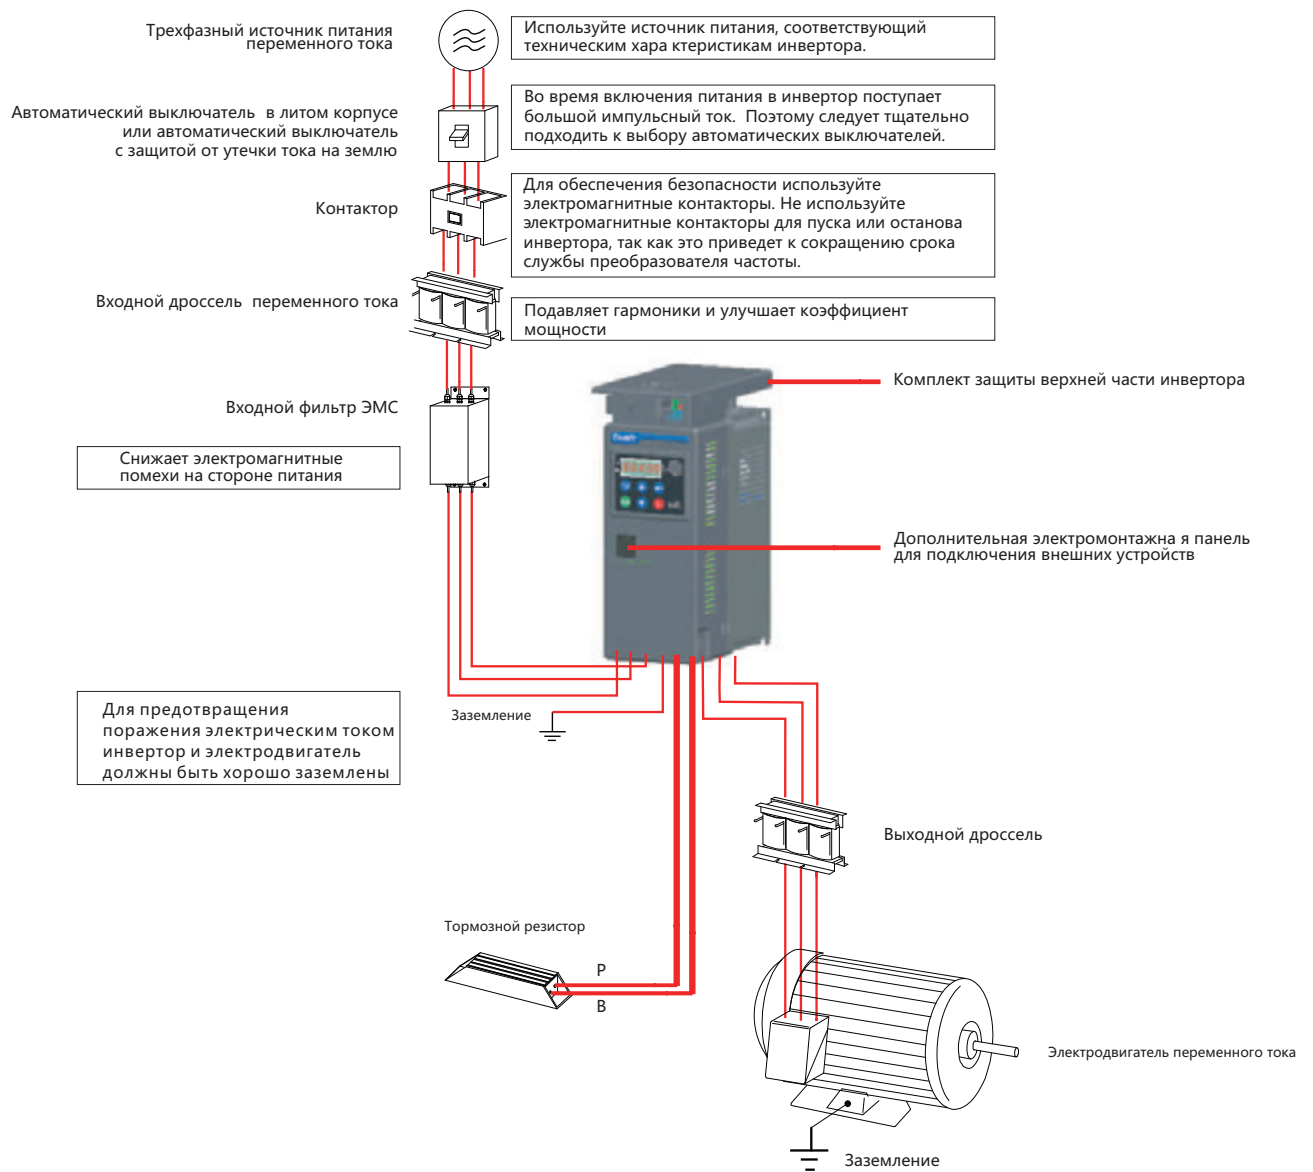 Трехфазный источник питания
переменного тока
Используйте источник питания, соответствующий
техническим хара ктеристикам инвертора.
Автоматический выключатель в литом корпусе
или автоматический выключатель
с защитой от утечки тока на землю
Во время включения питания в инвертор поступает
большой импульсный ток. Поэтому следует тщательно
подходить к выбору автоматических выключателей.
Контактор
Для обеспечения безопасности используйте
электромагнитные контакторы. Не используйте
электромагнитные контакторы для пуска или останова
инвертора, так как это приведет к сокращению срока
службы преобразователя частоты.
Входной дроссель переменного тока
Подавляет гармоники и улучшает коэффициент
мощности
Комплект защиты верхней части инвертора
Входной фильтр ЭМС
Снижает электромагнитные
помехи на стороне питания
Дополнительная электромонтажна я панель
для подключения внешних устройств
Для предотвращения
поражения электрическим током
инвертор и электродвигатель
должны быть хорошо заземлены
Заземление
Выходной дроссель
Тормозной резистор
P
B
Электродвигатель переменного тока
Заземление